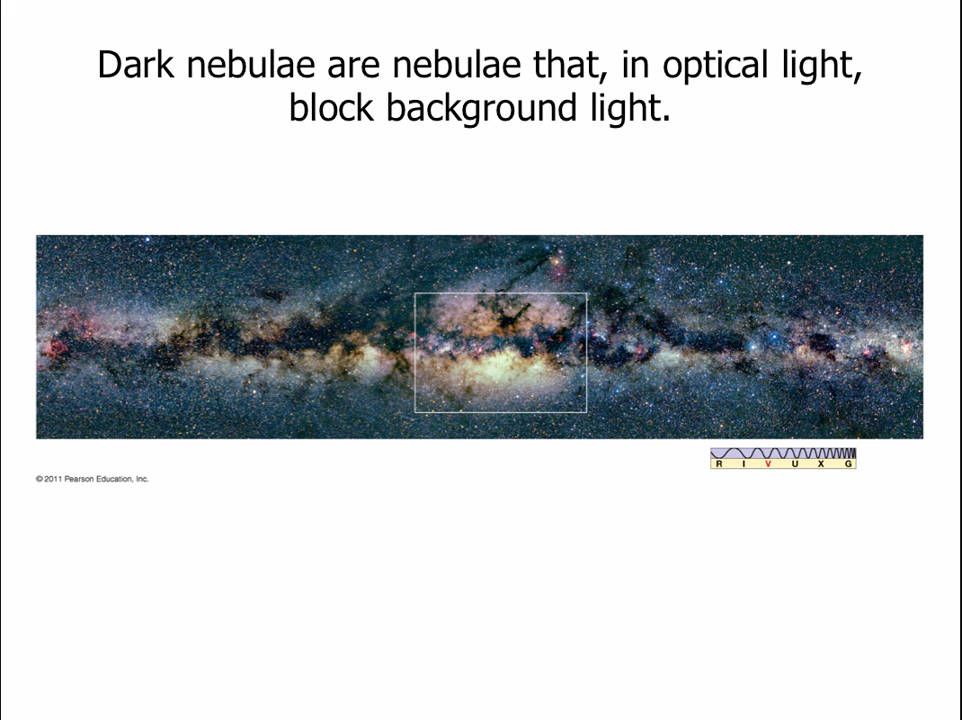 Dark nebulae are nebulae that, in optical light,
block background light.
R I V U X G
© 2011 Pearson Education, Inc.